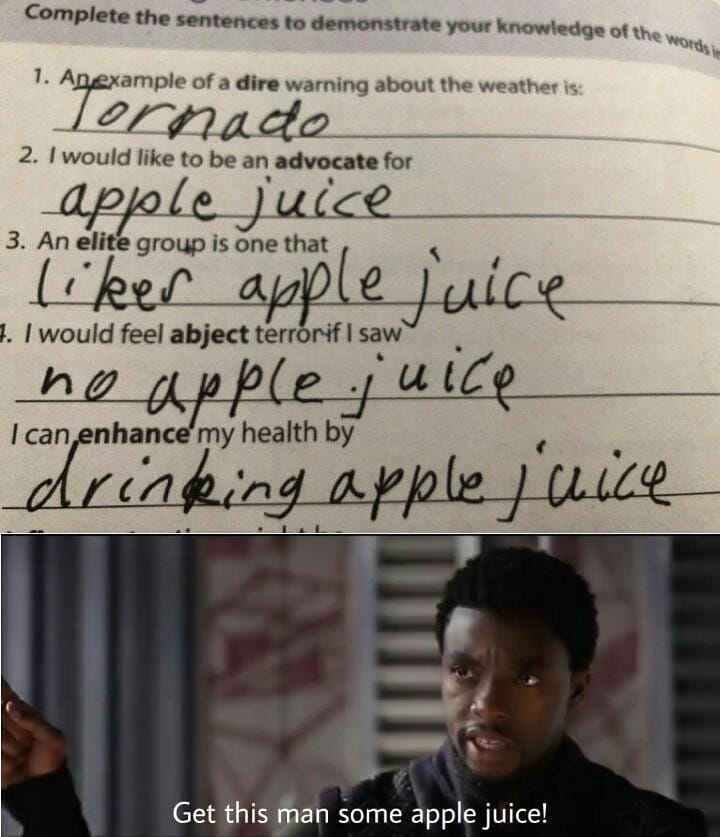 Complete the sentences to demonstrate your knowledge of the words
1. An example of a dire warning about the weather is:
Tornado
2. I would like to be an advocate for
apple juice
3. An elite group is one that
likes apple juice
. I would feel abject terror if I saw
no apple juice
I can enhance my health by
drinking apple juice
Get this man some apple juice!